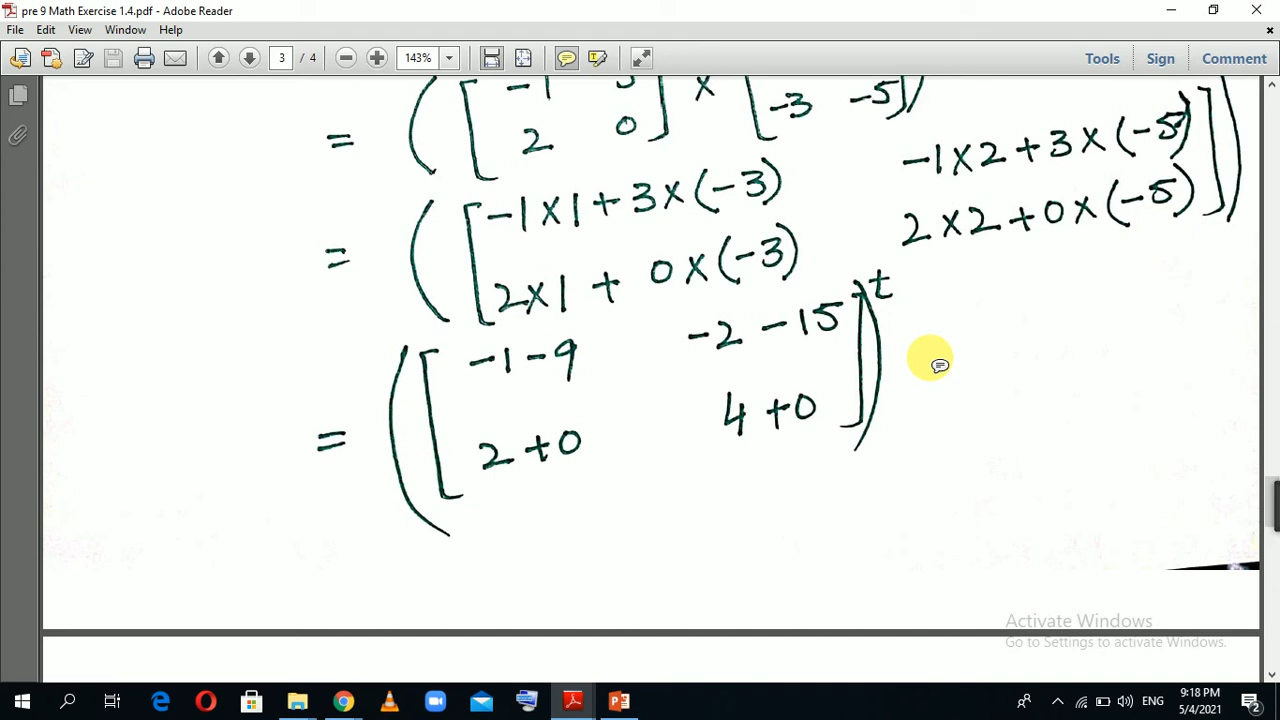 pre 9 Math Exercise 1.4.pdf - Adobe Reader
File Edit View Window Help
3 / 4 143% Tools Sign Comment
= ( [ -1 3 ] × [
2 0 -3 -5 ] )
= ( [ -1×1+3×(-3) -1×2+3×(-5) ] )
2×1 + 0×(-3) 2×2+0×(-5)
= ( [ -1-9 -2-15 ] )t
2+0 4+0
Activate Windows
Go to Settings to activate Windows.
ENG 9:18 PM
5/4/2021 2